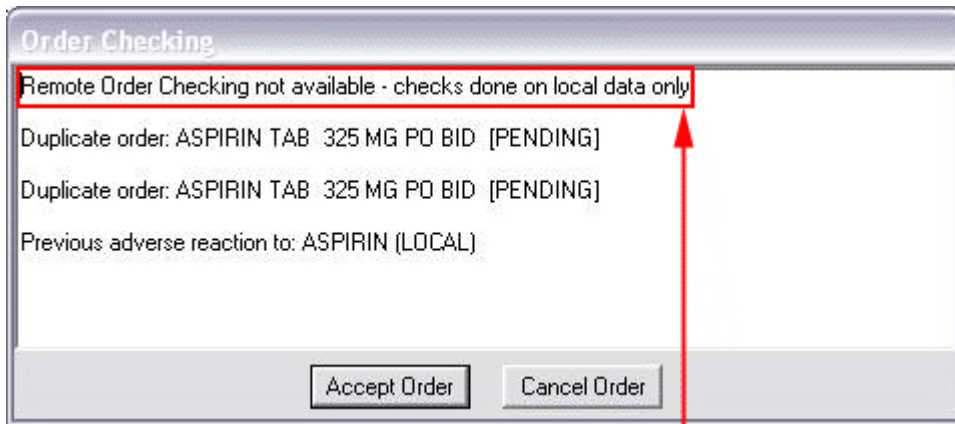 Order Checking
Remote Order Checking not available - checks done on local data only
Duplicate order: ASPIRIN TAB  325 MG PO BID  [PENDING]
Duplicate order: ASPIRIN TAB  325 MG PO BID  [PENDING]
Previous adverse reaction to: ASPIRIN (LOCAL)
Accept Order
Cancel Order